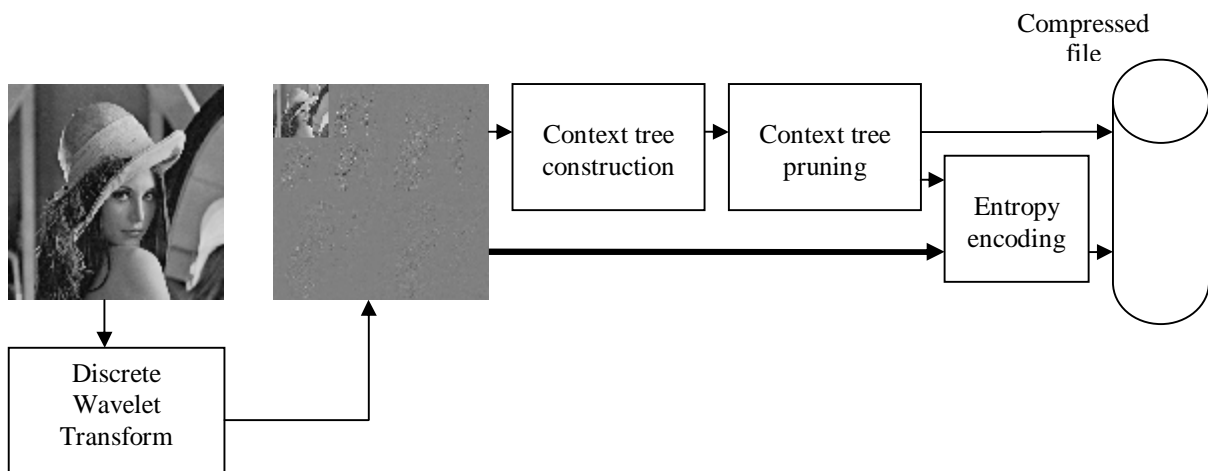 Compressed
file
Context tree
construction
Context tree
pruning
Entropy
encoding
Discrete
Wavelet
Transform